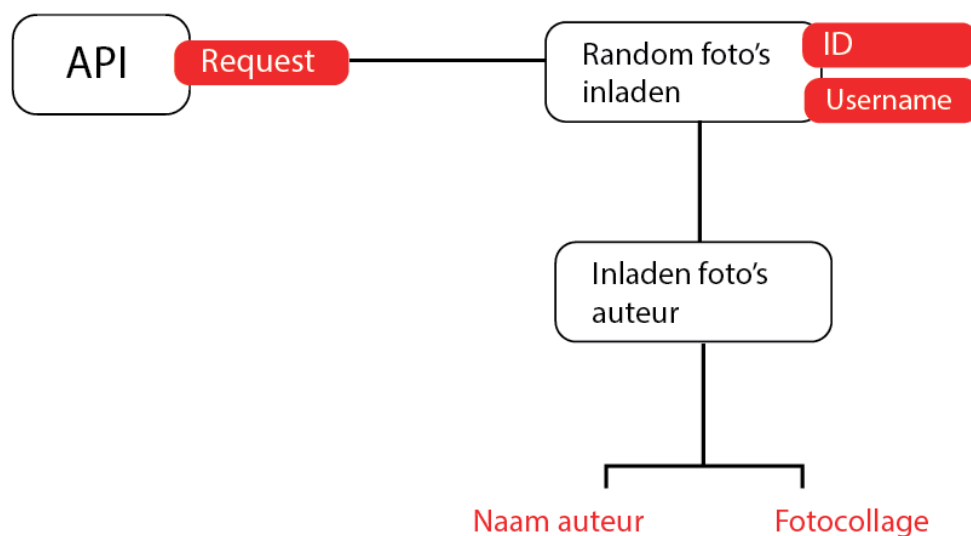 API
Request
Random foto's
inladen
ID
Username
Inladen foto's
auteur
Naam auteur
Fotocollage